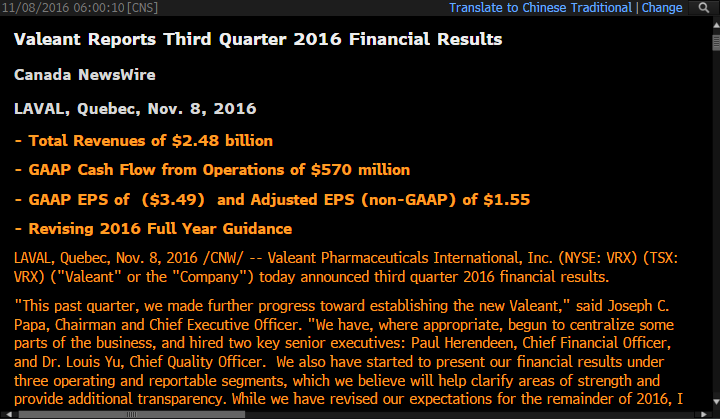 11/08/2016 06:00:10 [CNS]
Translate to Chinese Traditional | Change
Valeant Reports Third Quarter 2016 Financial Results
Canada NewsWire
LAVAL, Quebec, Nov. 8, 2016
- Total Revenues of $2.48 billion
- GAAP Cash Flow from Operations of $570 million
- GAAP EPS of  ($3.49)  and Adjusted EPS (non-GAAP) of $1.55
- Revising 2016 Full Year Guidance
LAVAL, Quebec, Nov. 8, 2016 /CNW/ -- Valeant Pharmaceuticals International, Inc. (NYSE: VRX) (TSX:
VRX) ("Valeant" or the "Company") today announced third quarter 2016 financial results.
"This past quarter, we made further progress toward establishing the new Valeant," said Joseph C.
Papa, Chairman and Chief Executive Officer. "We have, where appropriate, begun to centralize some
parts of the business, and hired two key senior executives: Paul Herendeen, Chief Financial Officer,
and Dr. Louis Yu, Chief Quality Officer.  We also have started to present our financial results under
three operating and reportable segments, which we believe will help clarify areas of strength and
provide additional transparency. While we have revised our expectations for the remainder of 2016, I